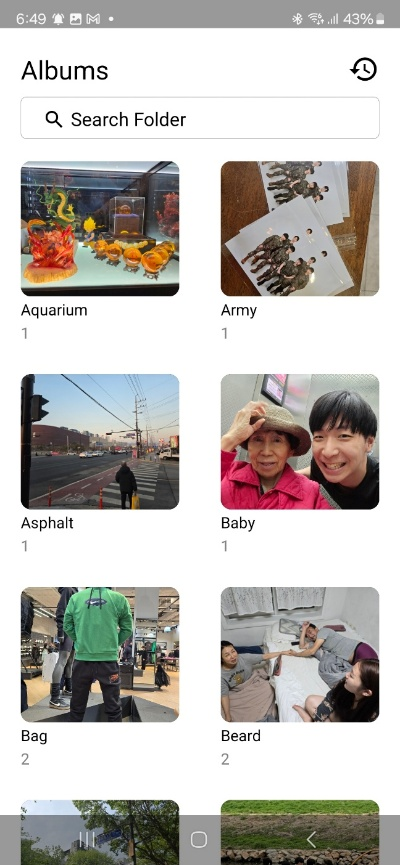 6:49
43%
Albums
Search Folder
Aquarium
1
Army
1
Asphalt
1
Baby
1
Bag
2
Beard
2